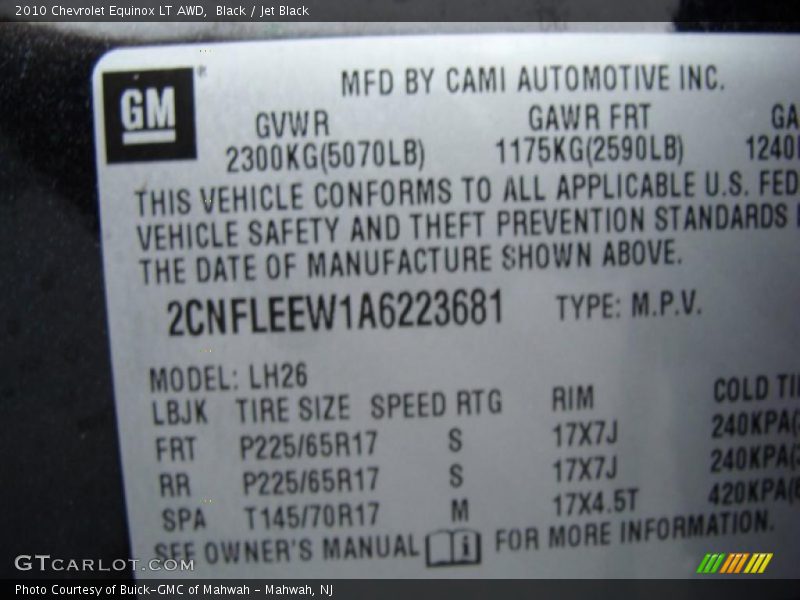 2010 Chevrolet Equinox LT AWD,  Black / Jet Black
GM
MFD BY CAMI AUTOMOTIVE INC.
GVWR GAWR FRT GA
2300KG(5070LB) 1175KG(2590LB) 1240
THIS VEHICLE CONFORMS TO ALL APPLICABLE U.S. FED
VEHICLE SAFETY AND THEFT PREVENTION STANDARDS
THE DATE OF MANUFACTURE SHOWN ABOVE.
2CNFLEEW1A6223681 TYPE: M.P.V.
MODEL: LH26
LBJK TIRE SIZE SPEED RTG RIM COLD TI
FRT P225/65R17 S 17X7J 240KPA(
RR P225/65R17 S 17X7J 240KPA(
SPA T145/70R17 M 17X4.5T 420KPA(
SEE OWNER'S MANUAL FOR MORE INFORMATION.
GTCARLOT.COM
Photo Courtesy of Buick-GMC of Mahwah - Mahwah, NJ